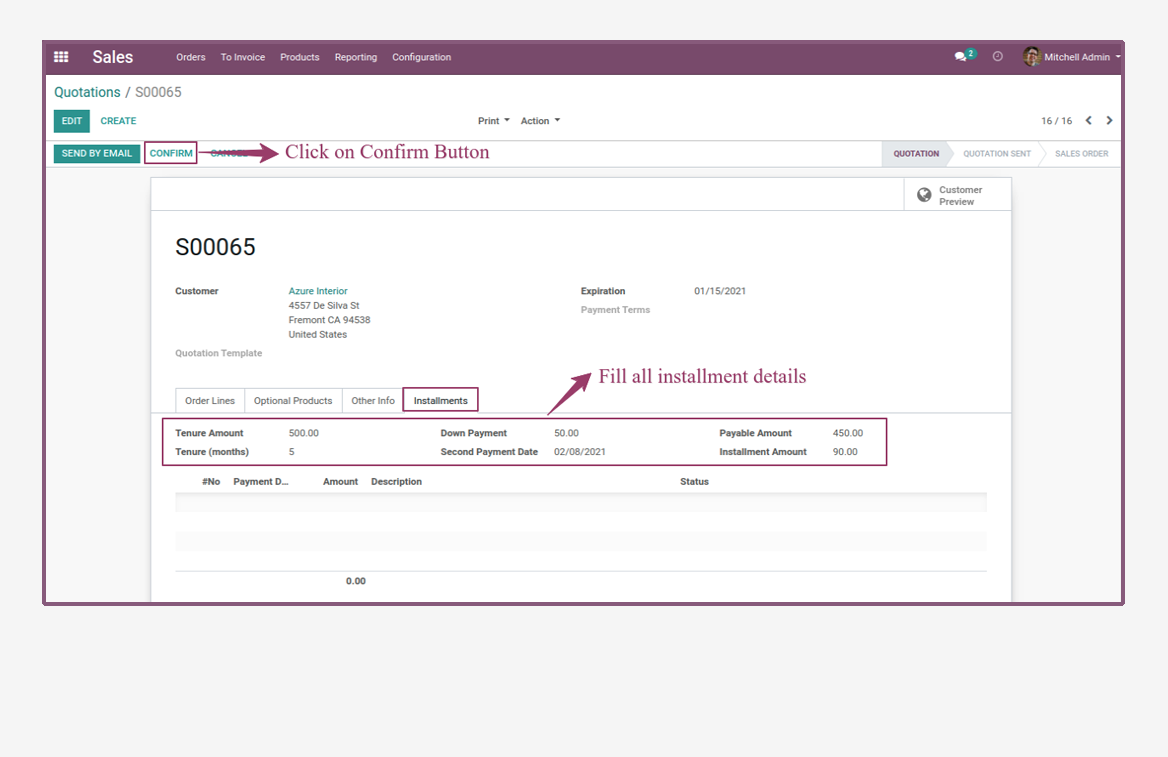 Sales Orders To Invoice Products Reporting Configuration 2 Mitchell Admin
Quotations / S00065
EDIT CREATE Print Action 16 / 16
SEND BY EMAIL CONFIRM CANCEL Click on Confirm Button QUOTATION QUOTATION SENT SALES ORDER
Customer
Preview
S00065
Customer Azure Interior Expiration 01/15/2021
4557 De Silva St Payment Terms
Fremont CA 94538
United States
Quotation Template
Fill all installment details
Order Lines Optional Products Other Info Installments
Tenure Amount 500.00 Down Payment 50.00 Payable Amount 450.00
Tenure (months) 5 Second Payment Date 02/08/2021 Installment Amount 90.00
#No Payment D... Amount Description Status
0.00